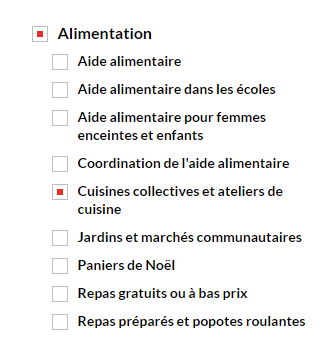 Alimentation
Aide alimentaire
Aide alimentaire dans les écoles
Aide alimentaire pour femmes
enceintes et enfants
Coordination de l'aide alimentaire
Cuisines collectives et ateliers de
cuisine
Jardins et marchés communautaires
Paniers de Noël
Repas gratuits ou à bas prix
Repas préparés et popotes roulantes